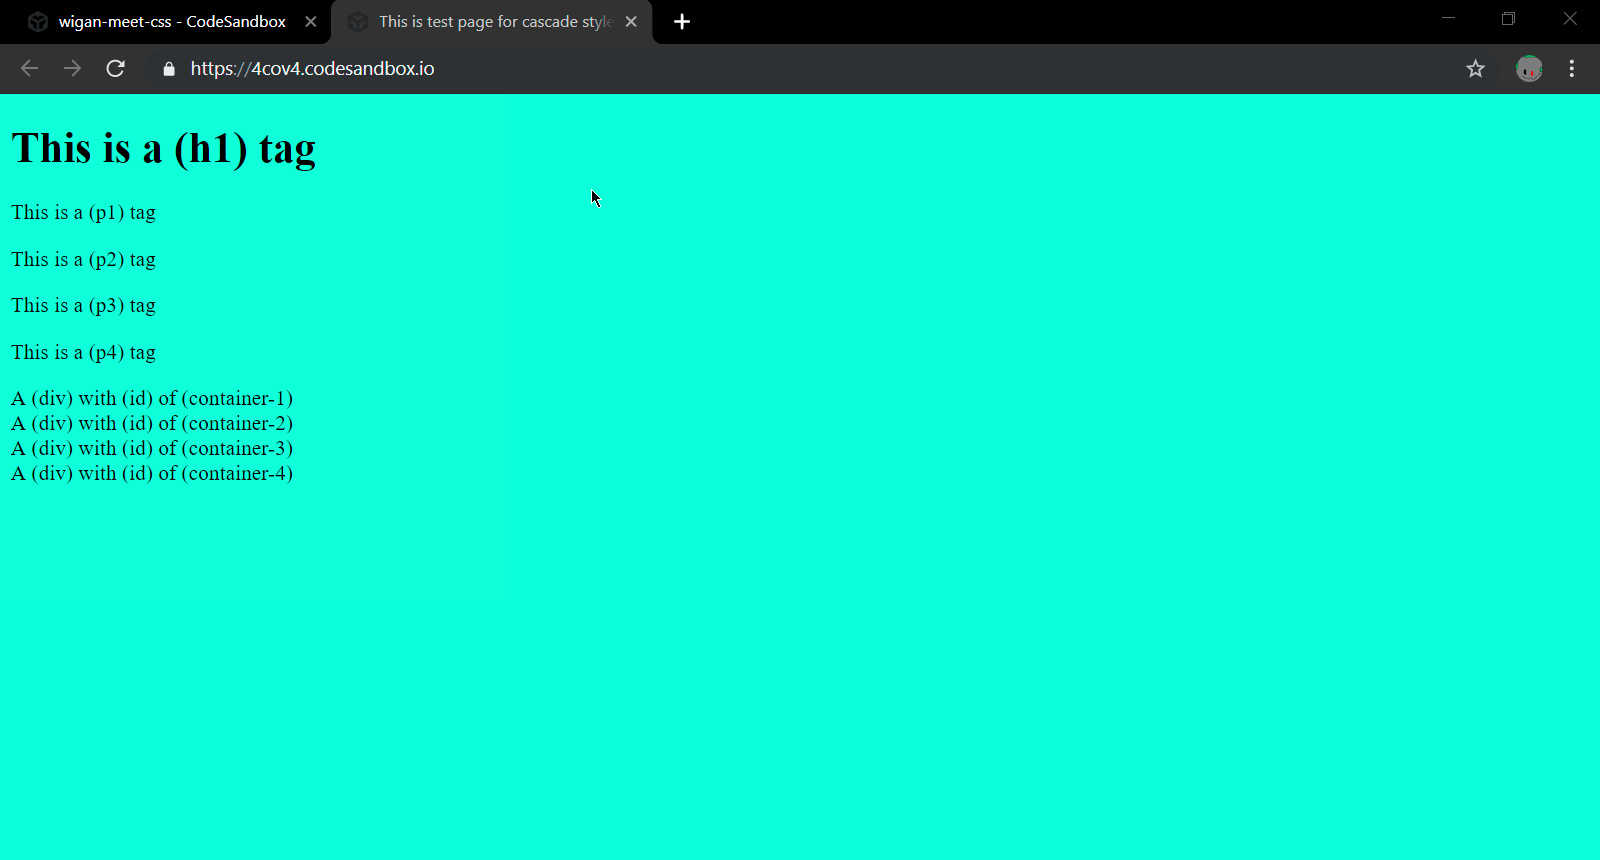 wigan-meet-css - CodeSandbox
This is test page for cascade style
https://4cov4.codesandbox.io
This is a (h1) tag
This is a (p1) tag
This is a (p2) tag
This is a (p3) tag
This is a (p4) tag
A (div) with (id) of (container-1)
A (div) with (id) of (container-2)
A (div) with (id) of (container-3)
A (div) with (id) of (container-4)